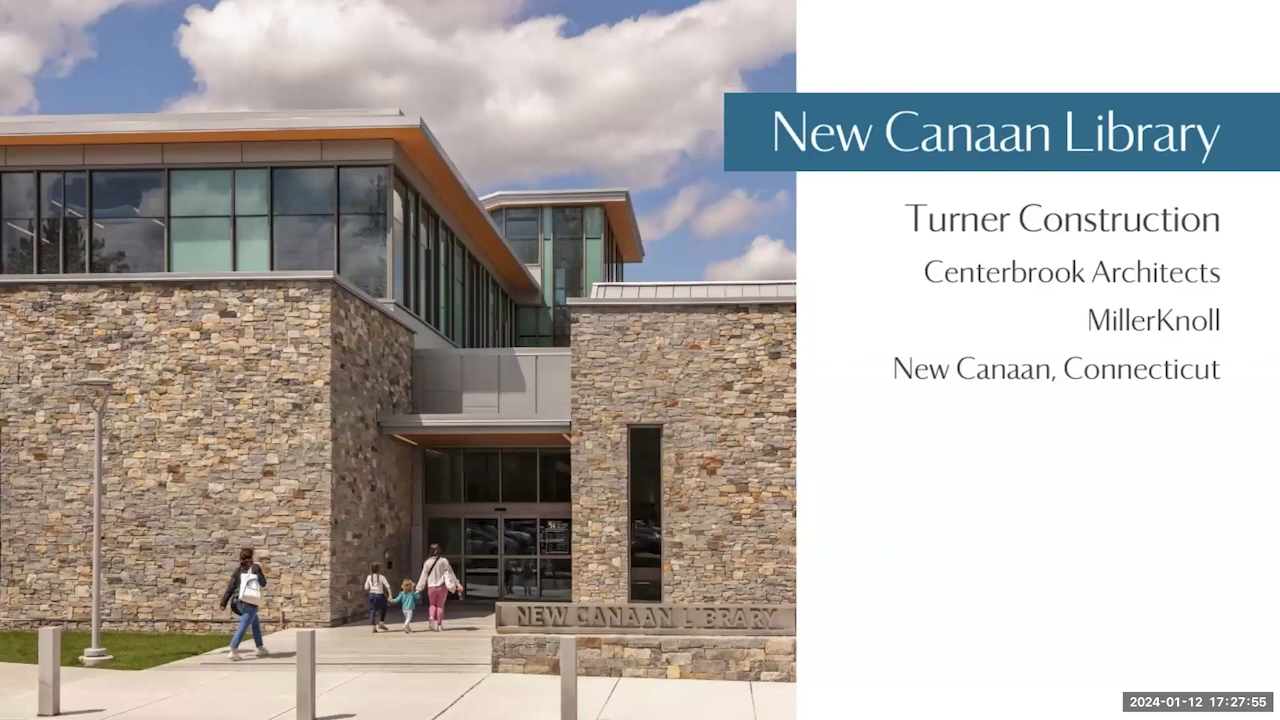 New Canaan Library
Turner Construction
Centerbrook Architects
MillerKnoll
New Canaan, Connecticut
NEW CANAAN LIBRARY
2024-01-12 17:27:55